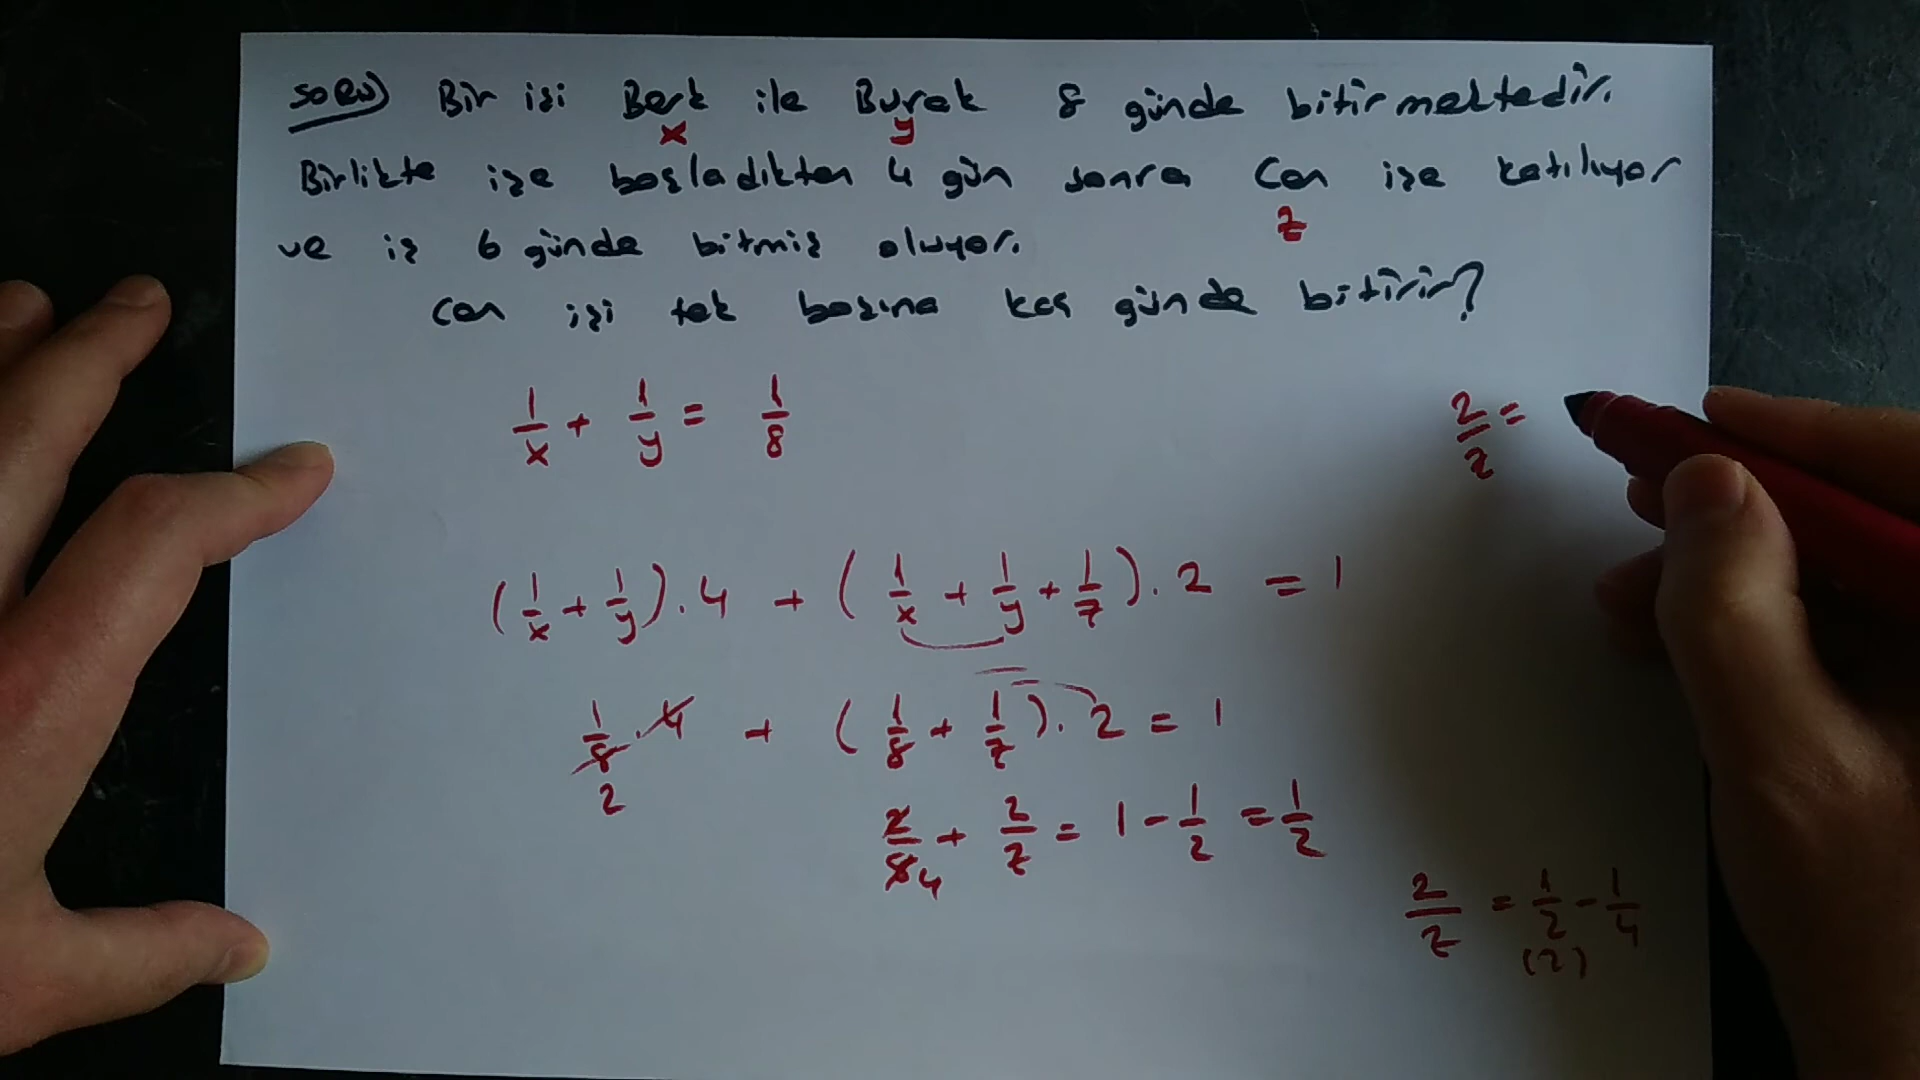 soru) Bir işi Berk ile Burak 8 günde bitirmektedir.
x y
Birlikte işe başladıktan 4 gün sonra Can işe katılıyor
z
ve iş 6 günde bitmiş oluyor.
Can işi tek başına kaç günde bitirir?
1/x + 1/y = 1/8
2/z =
(1/x + 1/y).4 + (1/x + 1/y + 1/z).2 = 1
1/8.4 + (1/8 + 1/z).2 = 1
2
2/8 4 + 2/z = 1 - 1/2 = 1/2
2/z = 1/2 - 1/4
(2)